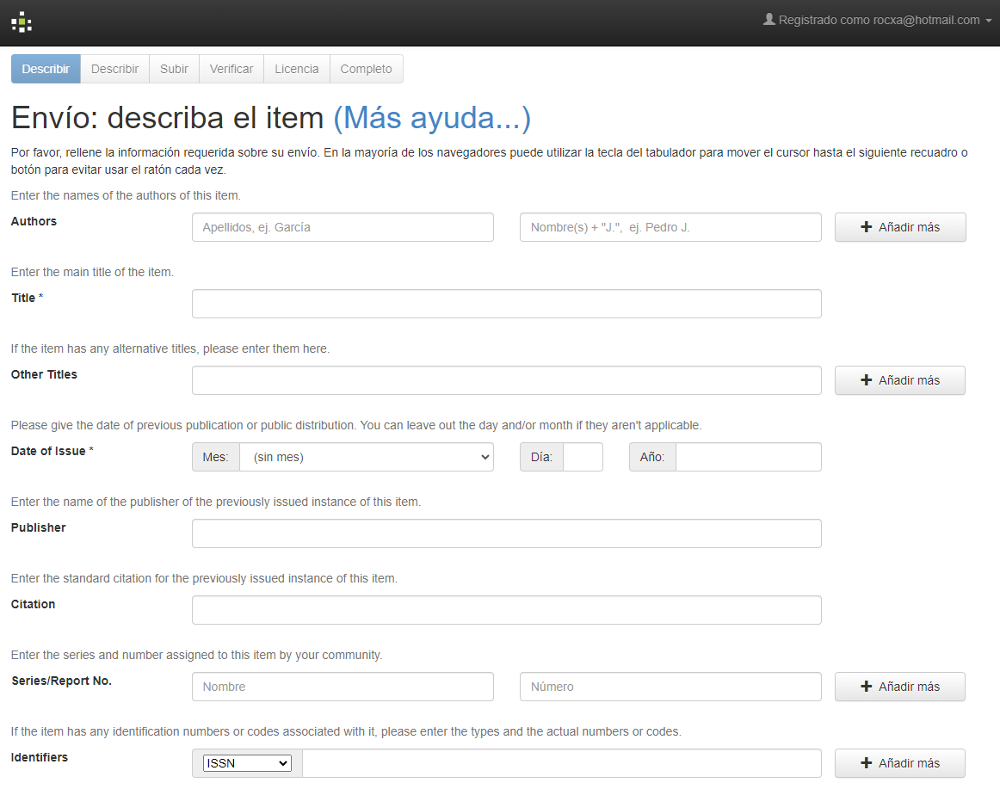 Registrado como rocxa@hotmail.com
Describir Describir Subir Verificar Licencia Completo
Envío: describa el item (Más ayuda...)
Por favor, rellene la información requerida sobre su envío. En la mayoría de los navegadores puede utilizar la tecla del tabulador para mover el cursor hasta el siguiente recuadro o
botón para evitar usar el ratón cada vez.
Enter the names of the authors of this item.
Authors Apellidos, ej. García Nombre(s) + "J.", ej. Pedro J. Añadir más
Enter the main title of the item.
Title *
If the item has any alternative titles, please enter them here.
Other Titles Añadir más
Please give the date of previous publication or public distribution. You can leave out the day and/or month if they aren't applicable.
Date of Issue * Mes: (sin mes) Día: Año:
Enter the name of the publisher of the previously issued instance of this item.
Publisher
Enter the standard citation for the previously issued instance of this item.
Citation
Enter the series and number assigned to this item by your community.
Series/Report No. Nombre Número Añadir más
If the item has any identification numbers or codes associated with it, please enter the types and the actual numbers or codes.
Identifiers ISSN Añadir más